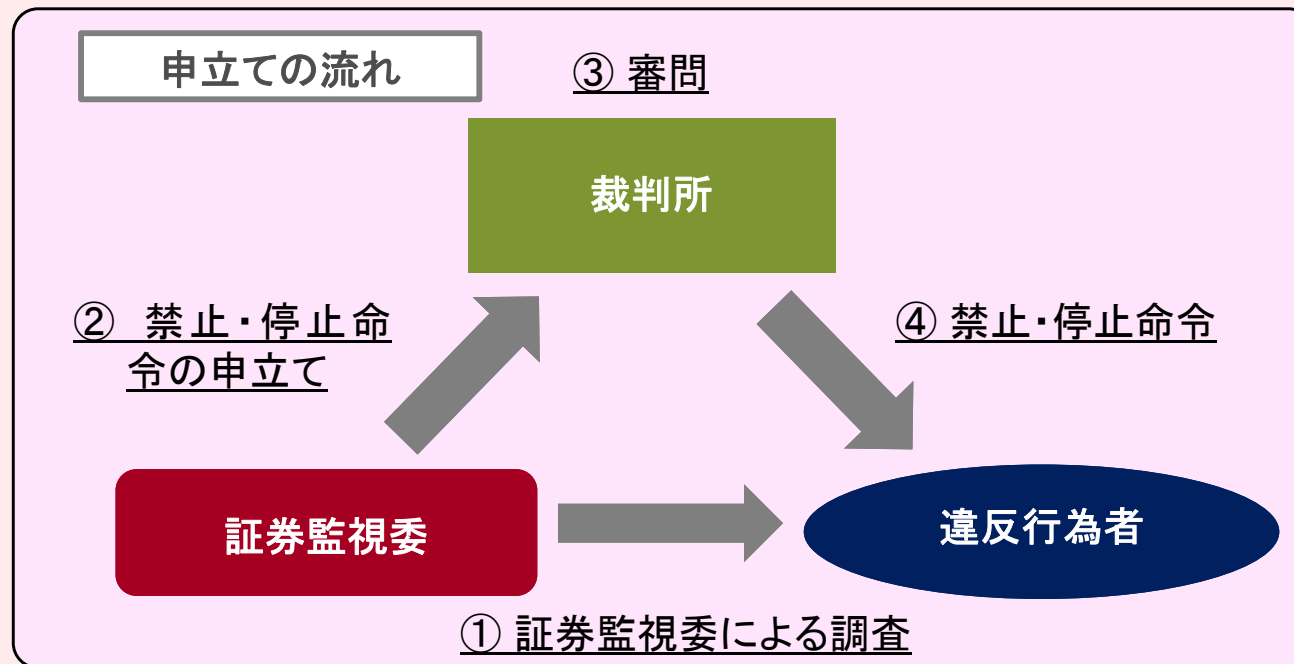 申立ての流れ
③ 審問
裁判所
② 禁止・停止命
令の申立て
④ 禁止・停止命令
証券監視委
違反行為者
① 証券監視委による調査